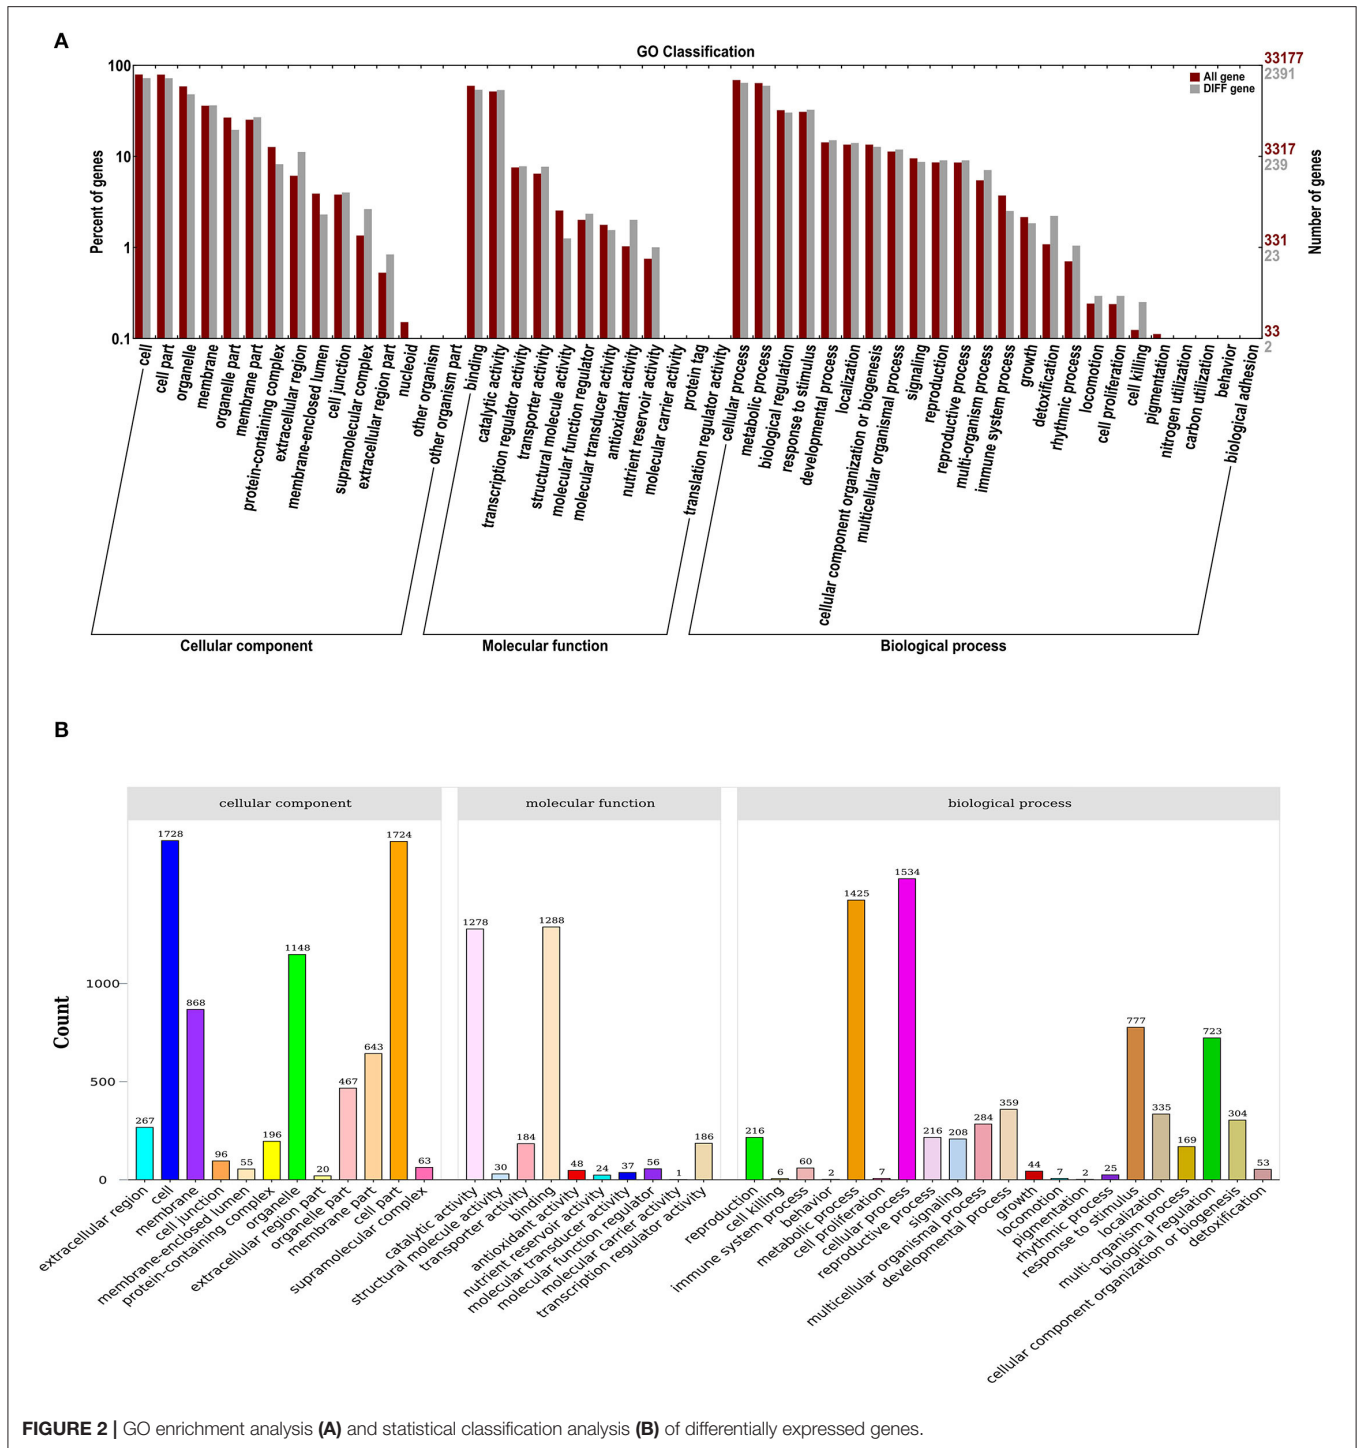 A
GO Classification
100
10
1
0.1
Percent of genes
33177
2391
3317
239
331
23
33
2
Number of genes
All gene
DIFF gene
cell
cell part
organelle
membrane
organelle part
membrane part
protein-containing complex
extracellular region
membrane-enclosed lumen
cell junction
supramolecular complex
extracellular region part
nucleoid
other organism
other organism part
binding
catalytic activity
transcription regulator activity
transporter activity
structural molecule activity
molecular function regulator
molecular transducer activity
antioxidant activity
nutrient reservoir activity
molecular carrier activity
protein tag
translation regulator activity
cellular process
metabolic process
biological regulation
response to stimulus
developmental process
localization
cellular component organization or biogenesis
multicellular organismal process
signaling
reproduction
reproductive process
multi-organism process
immune system process
growth
detoxification
rhythmic process
locomotion
cell proliferation
cell killing
pigmentation
nitrogen utilization
carbon utilization
behavior
biological adhesion
Cellular component
Molecular function
Biological process
B
cellular component
molecular function
biological process
Count
1000
500
0
267
1728
868
96
55
196
1148
20
467
643
1724
63
1278
30
184
1288
48
24
37
56
1
186
216
6
60
2
1425
7
1534
216
208
284
359
44
7
2
25
777
335
169
723
304
53
extracellular region
cell
membrane
cell junction
membrane-enclosed lumen
protein-containing complex
organelle
extracellular region part
organelle part
membrane part
cell part
supramolecular complex
catalytic activity
structural molecule activity
transporter activity
binding
antioxidant activity
nutrient reservoir activity
molecular transducer activity
molecular function regulator
molecular carrier activity
transcription regulator activity
reproduction
cell killing
immune system process
behavior
metabolic process
cell proliferation
cellular process
reproductive process
signaling
multicellular organismal process
developmental process
growth
locomotion
pigmentation
rhythmic process
response to stimulus
localization
multi-organism process
biological regulation
cellular component organization or biogenesis
detoxification
FIGURE 2 | GO enrichment analysis (A) and statistical classification analysis (B) of differentially expressed genes.